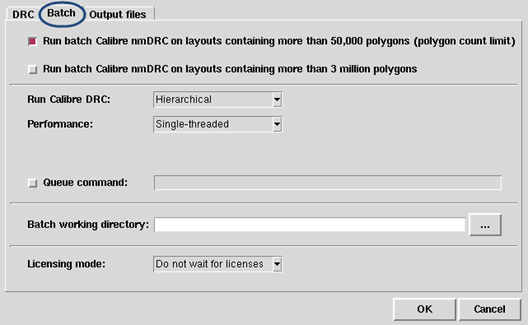 DRC Batch Output files
Run batch Calibre nmDRC on layouts containing more than 50,000 polygons (polygon count limit)
Run batch Calibre nmDRC on layouts containing more than 3 million polygons
Run Calibre DRC: Hierarchical
Performance: Single-threaded
Queue command:
Batch working directory: ...
Licensing mode: Do not wait for licenses
OK Cancel